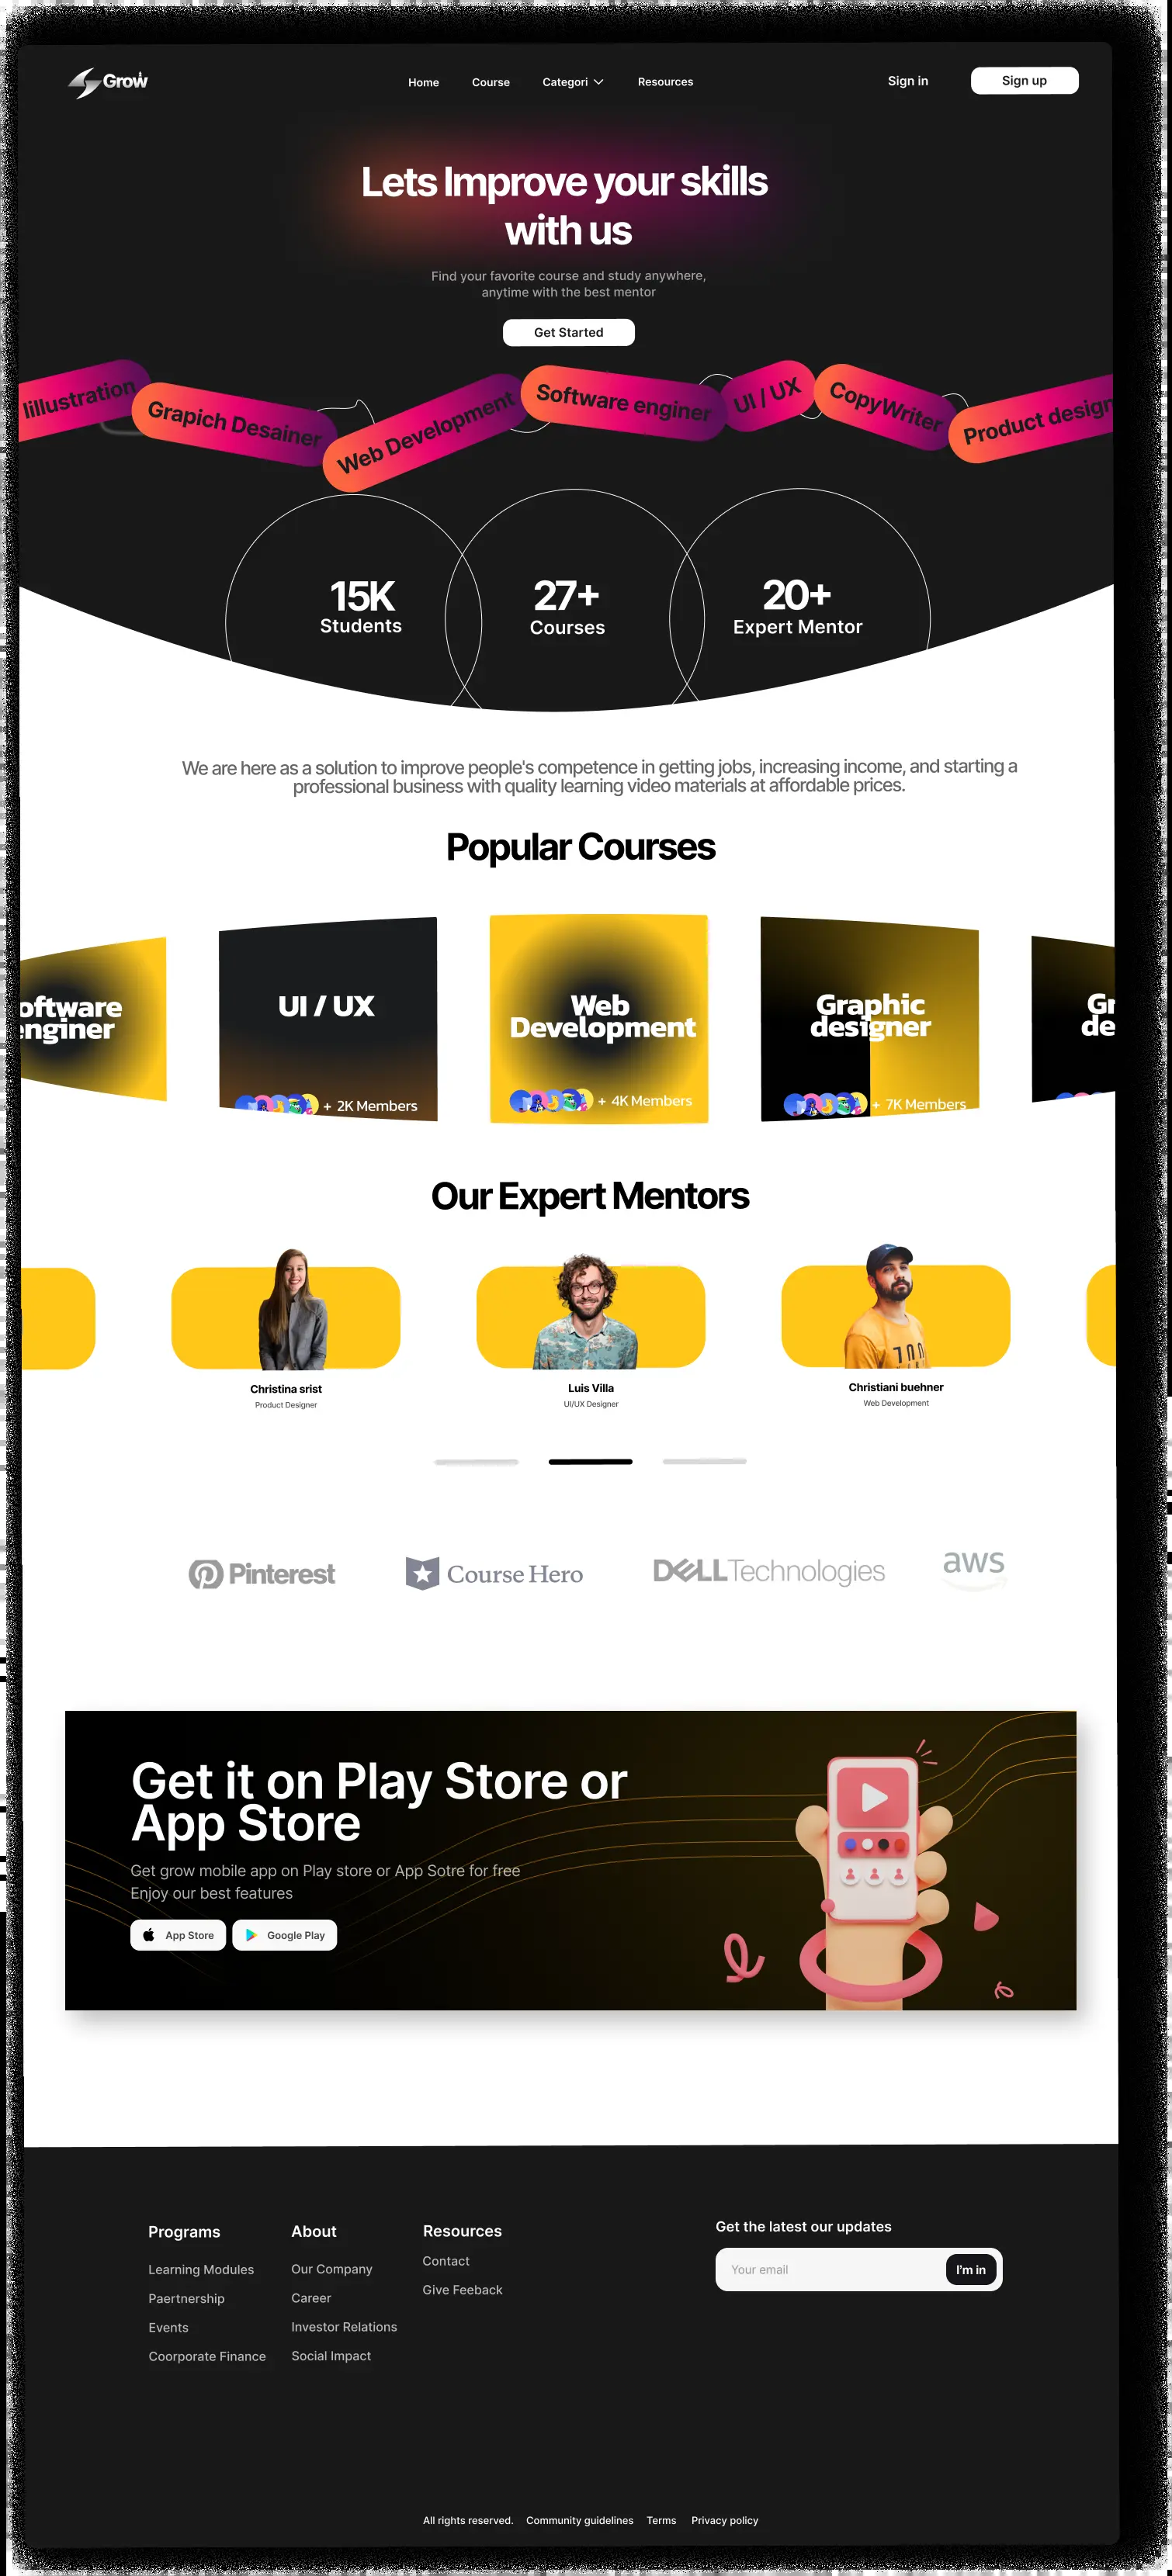 Grow
Home Course Categori Resources Sign in Sign up
Lets Improve your skills
with us
Find your favorite course and study anywhere,
anytime with the best mentor
Get Started
lillustration
Grapich Desainer
Web Development
Software enginer
UI / UX
CopyWriter
Product design
15K
Students
27+
Courses
20+
Expert Mentor
We are here as a solution to improve people's competence in getting jobs, increasing income, and starting a
professional business with quality learning video materials at affordable prices.
Popular Courses
oftware
enginer
UI / UX
+ 2K Members
Web
Development
+ 4K Members
Graphic
designer
+ 7K Members
Gr
de
Our Expert Mentors
Christina srist
Product Designer
Luis Villa
UI/UX Designer
Christiani buehner
Web Development
Pinterest
Course Hero
DELL Technologies
aws
Get it on Play Store or
App Store
Get grow mobile app on Play store or App Sotre for free
Enjoy our best features
App Store
Google Play
Programs
Learning Modules
Paertnership
Events
Coorporate Finance
About
Our Company
Career
Investor Relations
Social Impact
Resources
Contact
Give Feeback
Get the latest our updates
Your email
I'm in
All rights reserved. Community guidelines Terms Privacy policy